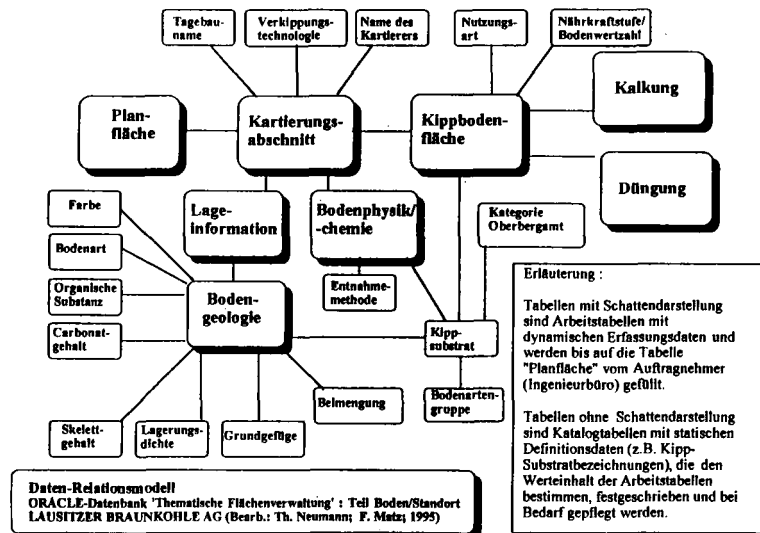 Tagebau-
name
Verkippungs-
technologie
Name des
Kartierers
Nutzungs-
art
Nährkraftstufe/
Bodenwertzahl
Plan-
fläche
Kartierungs-
abschnitt
Kippboden-
fläche
Kalkung
Düngung
Lage-
information
Bodenphysik/
-chemie
Kategorie
Oberbergamt
Farbe
Bodenart
Organische
Substanz
Carbonat-
gehalt
Boden-
geologie
Entnahme-
methode
Kipp-
substrat
Bodenarten-
gruppe
Beimengung
Skelett-
gehalt
Lagerungs-
dichte
Grundgefüge
Erläuterung :
Tabellen mit Schattendarstellung
sind Arbeitstabellen mit
dynamischen Erfassungsdaten und
werden bis auf die Tabelle
"Planfläche" vom Auftragnehmer
(Ingenieurbüro) gefüllt.
Tabellen ohne Schattendarstellung
sind Katalogtabellen mit statischen
Definitionsdaten (z.B. Kipp-
Substratbezeichnungen), die den
Werteinhalt der Arbeitstabellen
bestimmen, festgeschrieben und bei
Bedarf gepflegt werden.
Daten-Relationsmodell
ORACLE-Datenbank 'Thematische Flächenverwaltung' : Teil Boden/Standort
LAUSITZER BRAUNKOHLE AG (Bearb.: Th. Neumann; F. Matz; 1995)